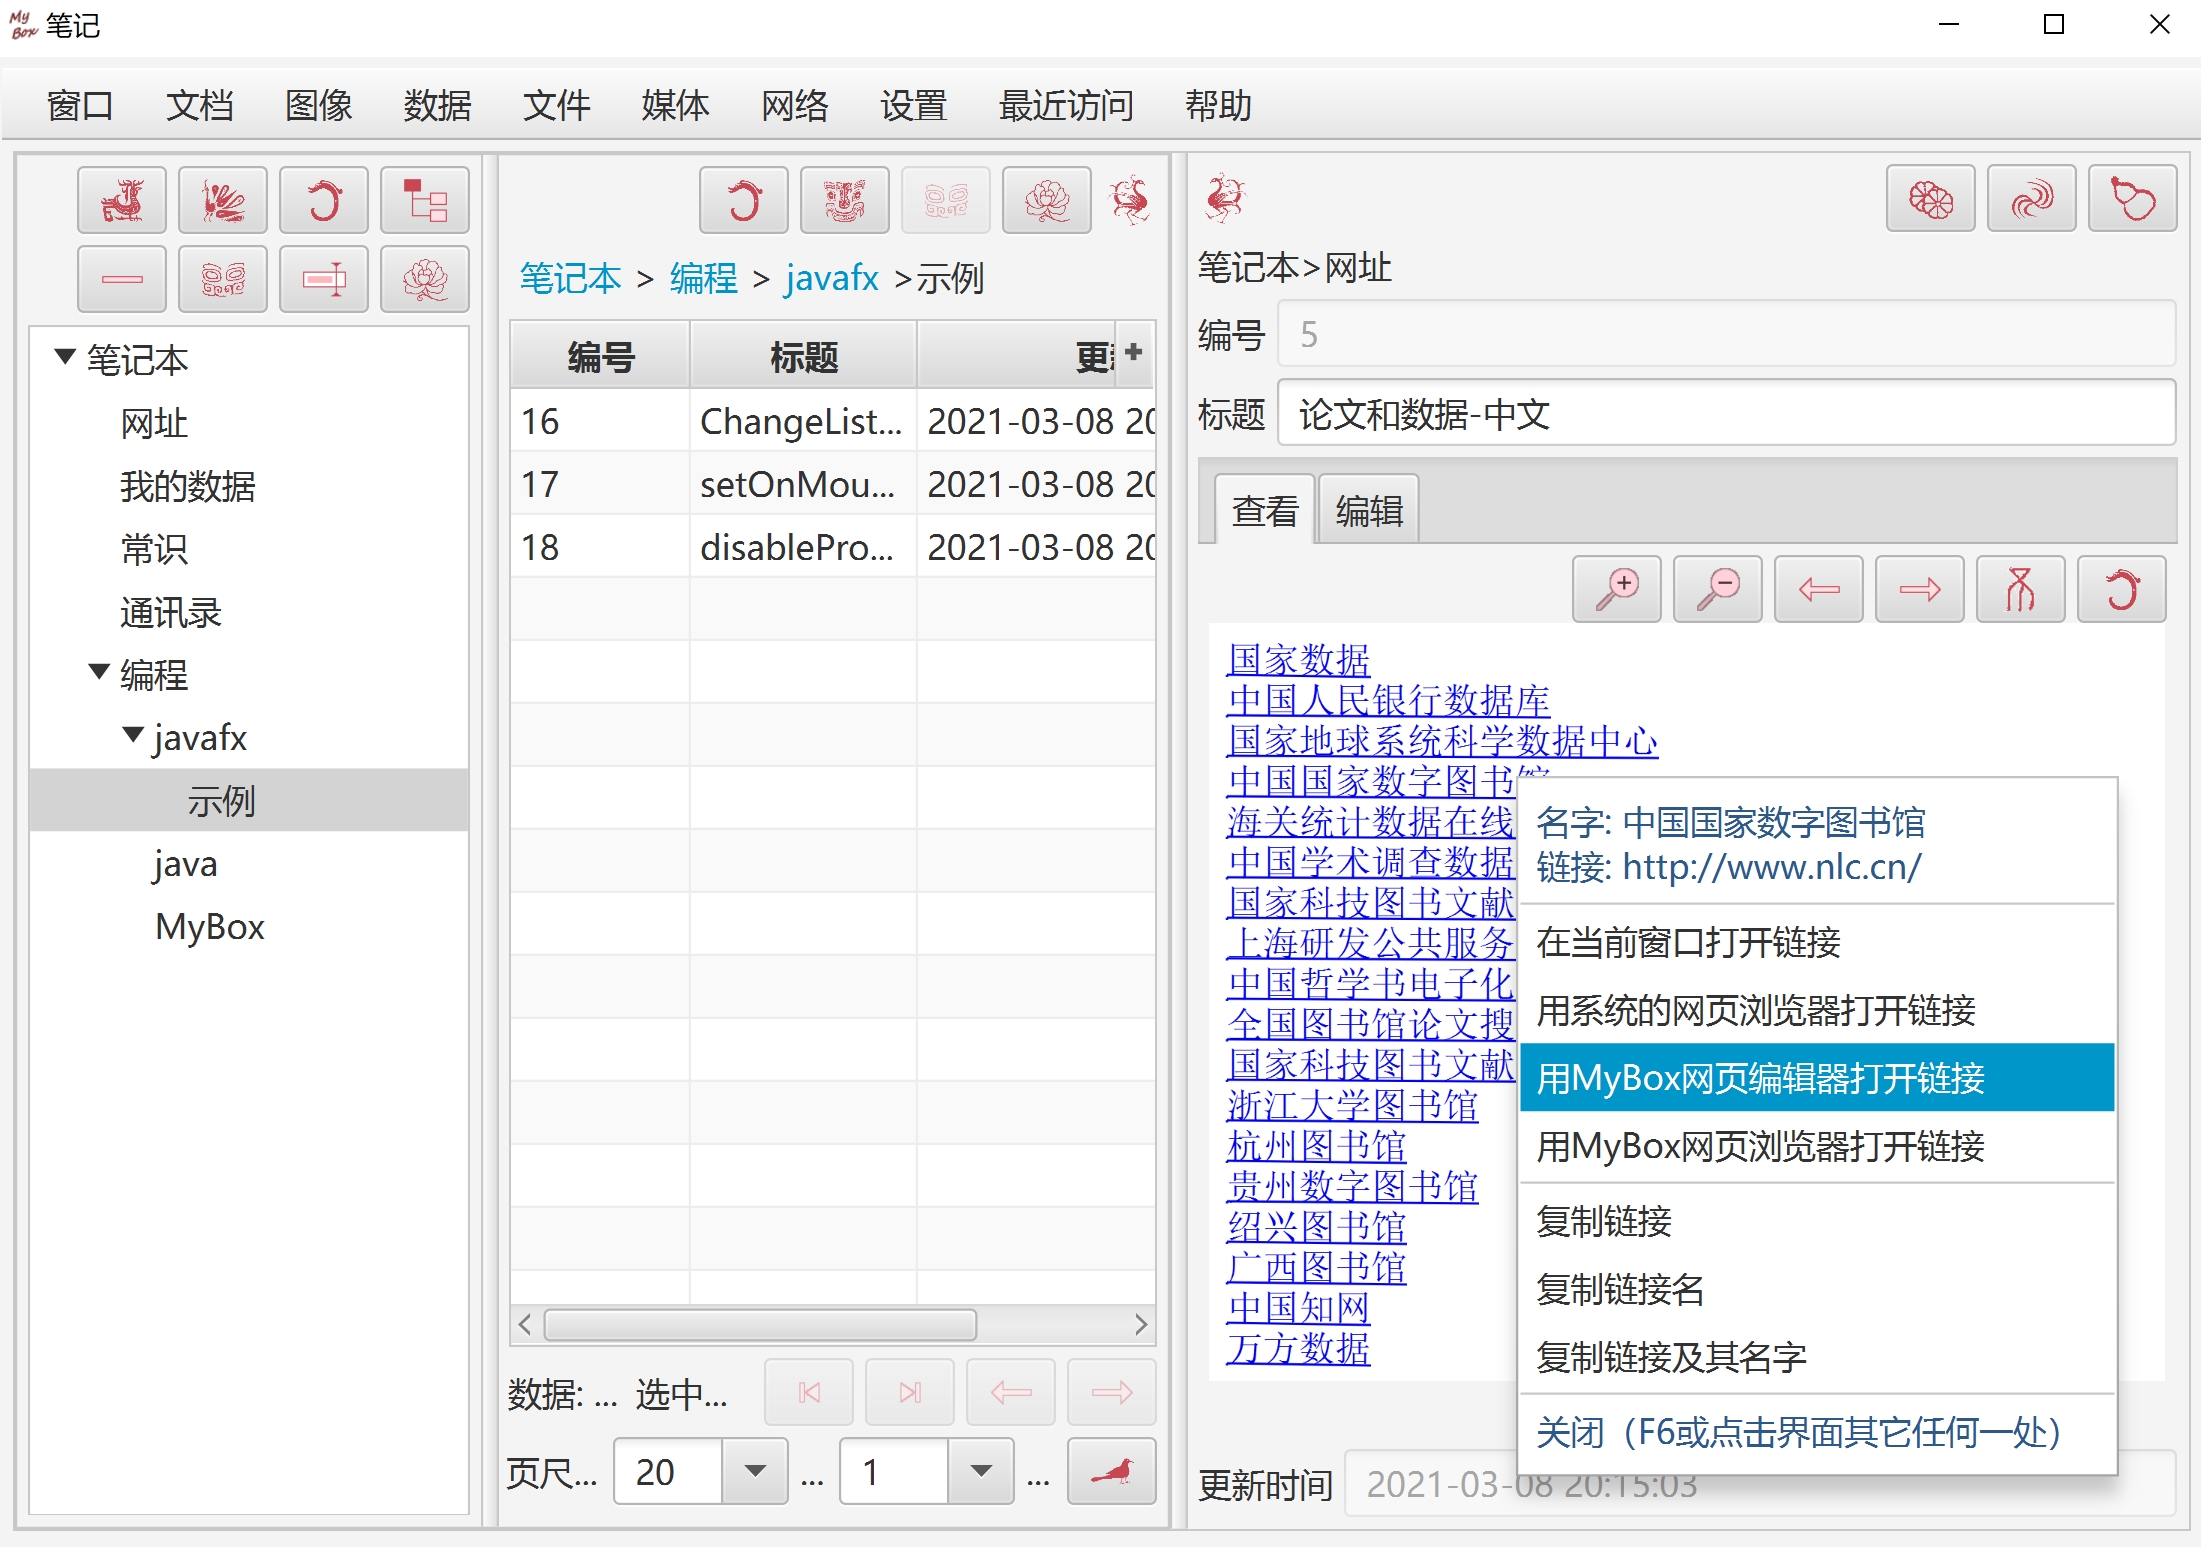 My Box 笔记
窗口 文档 图像 数据 文件 媒体 网络 设置 最近访问 帮助
笔记本
网址
我的数据
常识
通讯录
编程
javafx
示例
java
MyBox
笔记本 > 编程 > javafx >示例
编号 标题
16 ChangeList... 2021-03-08 20
17 setOnMou... 2021-03-08 20
18 disablePro... 2021-03-08 20
数据: ... 选中...
页尺... 20 ... 1 ...
笔记本>网址
编号 5
标题 论文和数据-中文
查看 编辑
国家数据
中国人民银行数据库
国家地球系统科学数据中心
中国国家数字图书馆
海关统计数据在线
中国学术调查数据
国家科技图书文献
上海研发公共服务
中国哲学书电子化
全国图书馆论文搜
国家科技图书文献
浙江大学图书馆
杭州图书馆
贵州数字图书馆
绍兴图书馆
广西图书馆
中国知网
万方数据
名字: 中国国家数字图书馆
链接: http://www.nlc.cn/
在当前窗口打开链接
用系统的网页浏览器打开链接
用MyBox网页编辑器打开链接
用MyBox网页浏览器打开链接
复制链接
复制链接名
复制链接及其名字
关闭（F6或点击界面其它任何一处）
更新时间 2021-03-08 20:15:03